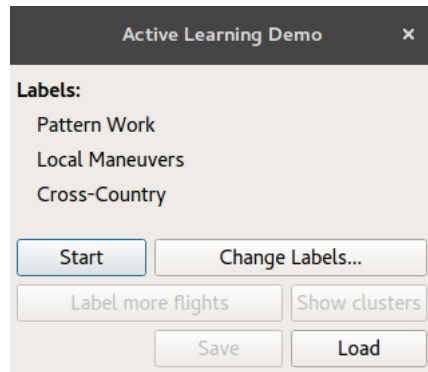 Active Learning Demo ×
Labels:
Pattern Work
Local Maneuvers
Cross-Country
Start Change Labels...
Label more flights Show clusters
Save Load